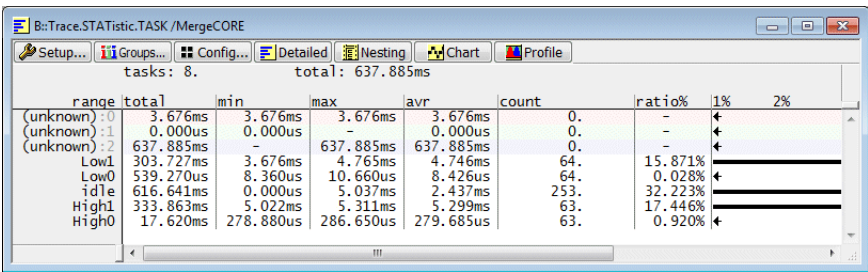 B::Trace.STATistic.TASK /MergeCORE
Setup... Groups... Config... Detailed Nesting Chart Profile
tasks: 8. total: 637.885ms
range total min max avr count ratio% 1% 2%
(unknown):0 3.676ms 3.676ms 3.676ms 3.676ms 0. -
(unknown):1 0.000us 0.000us - 0.000us 0. -
(unknown):2 637.885ms - 637.885ms 637.885ms 0. -
Low1 303.727ms 3.676ms 4.765ms 4.746ms 64. 15.871%
Low0 539.270us 8.360us 10.660us 8.426us 64. 0.028%
idle 616.641ms 0.000us 5.037ms 2.437ms 253. 32.223%
High1 333.863ms 5.022ms 5.311ms 5.299ms 63. 17.446%
High0 17.620ms 278.880us 286.650us 279.685us 63. 0.920%